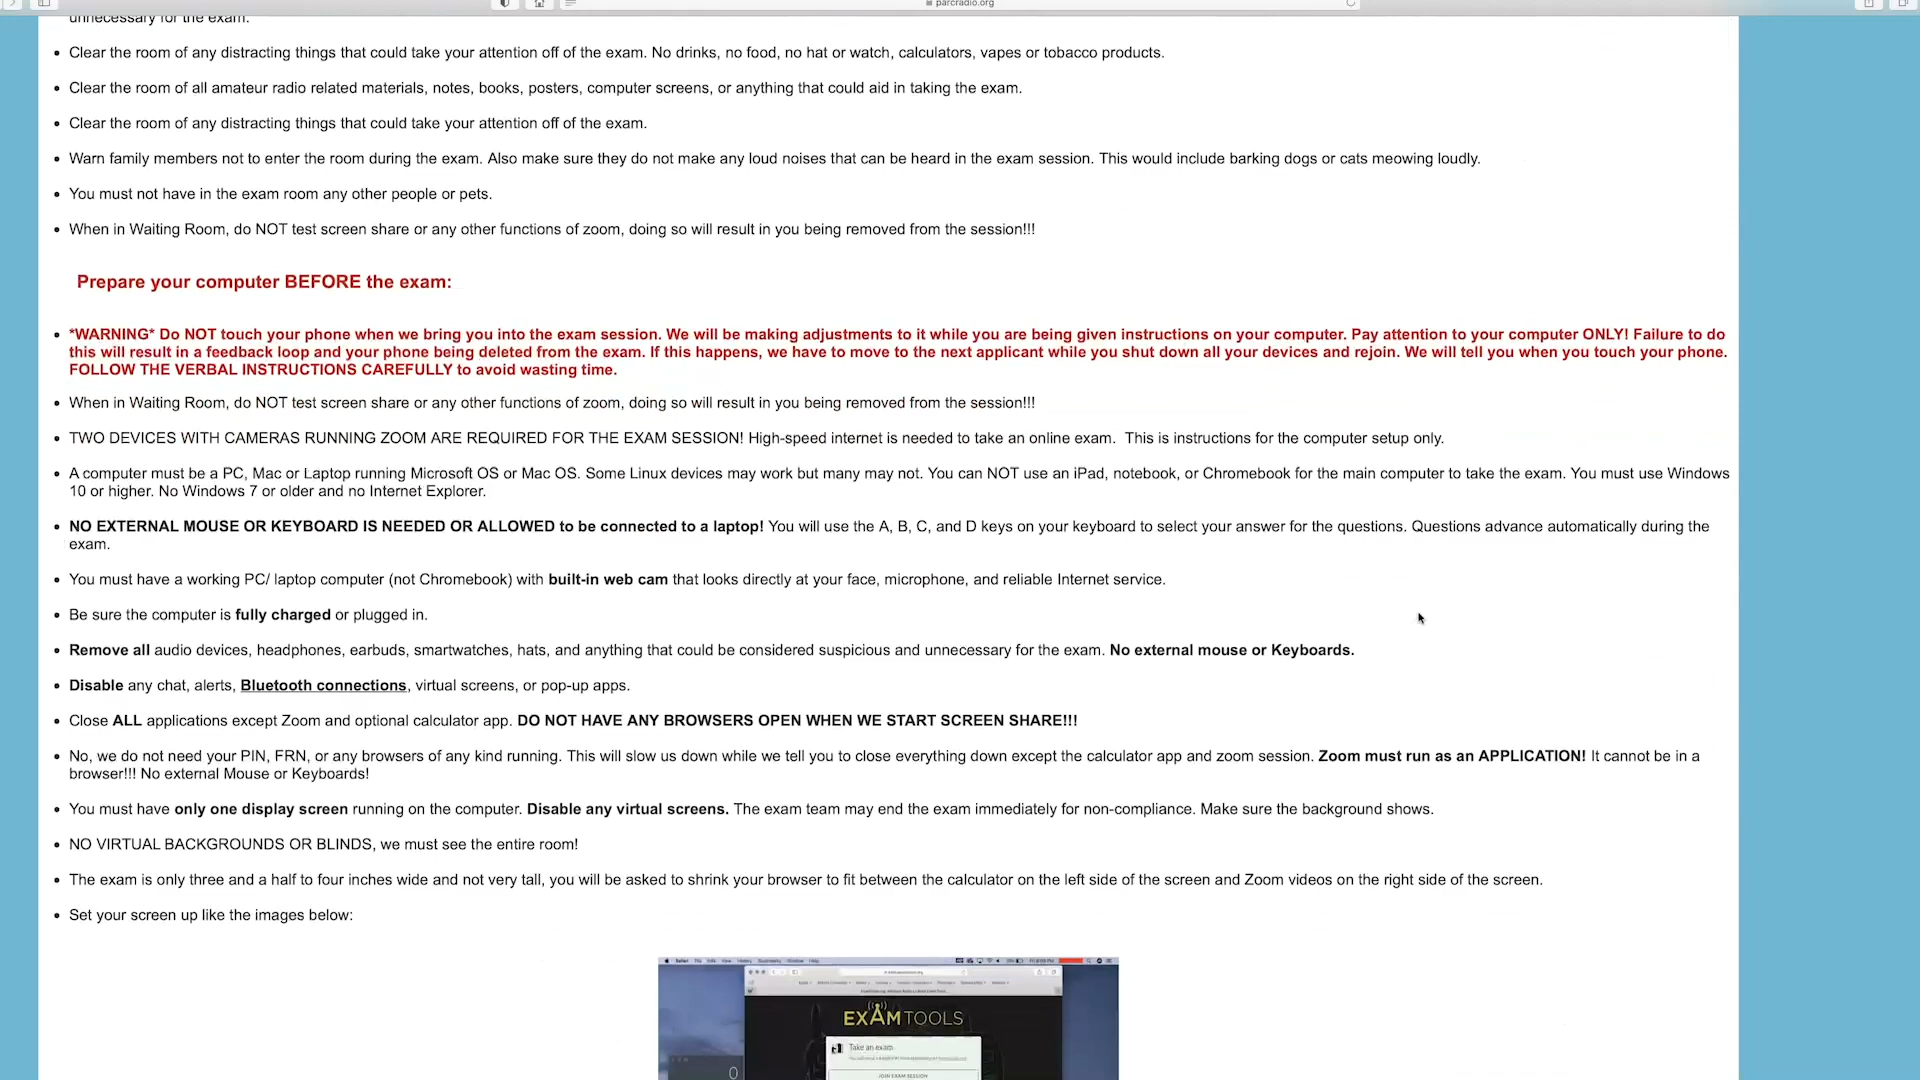 parcradio.org
unnecessary for the exam.
Clear the room of any distracting things that could take your attention off of the exam. No drinks, no food, no hat or watch, calculators, vapes or tobacco products.
Clear the room of all amateur radio related materials, notes, books, posters, computer screens, or anything that could aid in taking the exam.
Clear the room of any distracting things that could take your attention off of the exam.
Warn family members not to enter the room during the exam. Also make sure they do not make any loud noises that can be heard in the exam session. This would include barking dogs or cats meowing loudly.
You must not have in the exam room any other people or pets.
When in Waiting Room, do NOT test screen share or any other functions of zoom, doing so will result in you being removed from the session!!!
Prepare your computer BEFORE the exam:
*WARNING* Do NOT touch your phone when we bring you into the exam session. We will be making adjustments to it while you are being given instructions on your computer. Pay attention to your computer ONLY! Failure to do
this will result in a feedback loop and your phone being deleted from the exam. If this happens, we have to move to the next applicant while you shut down all your devices and rejoin. We will tell you when you touch your phone.
FOLLOW THE VERBAL INSTRUCTIONS CAREFULLY to avoid wasting time.
When in Waiting Room, do NOT test screen share or any other functions of zoom, doing so will result in you being removed from the session!!!
TWO DEVICES WITH CAMERAS RUNNING ZOOM ARE REQUIRED FOR THE EXAM SESSION! High-speed internet is needed to take an online exam.  This is instructions for the computer setup only.
A computer must be a PC, Mac or Laptop running Microsoft OS or Mac OS. Some Linux devices may work but many may not. You can NOT use an iPad, notebook, or Chromebook for the main computer to take the exam. You must use Windows
10 or higher. No Windows 7 or older and no Internet Explorer.
NO EXTERNAL MOUSE OR KEYBOARD IS NEEDED OR ALLOWED to be connected to a laptop! You will use the A, B, C, and D keys on your keyboard to select your answer for the questions. Questions advance automatically during the
exam.
You must have a working PC/ laptop computer (not Chromebook) with built-in web cam that looks directly at your face, microphone, and reliable Internet service.
Be sure the computer is fully charged or plugged in.
Remove all audio devices, headphones, earbuds, smartwatches, hats, and anything that could be considered suspicious and unnecessary for the exam. No external mouse or Keyboards.
Disable any chat, alerts, Bluetooth connections, virtual screens, or pop-up apps.
Close ALL applications except Zoom and optional calculator app. DO NOT HAVE ANY BROWSERS OPEN WHEN WE START SCREEN SHARE!!!
No, we do not need your PIN, FRN, or any browsers of any kind running. This will slow us down while we tell you to close everything down except the calculator app and zoom session. Zoom must run as an APPLICATION! It cannot be in a
browser!!! No external Mouse or Keyboards!
You must have only one display screen running on the computer. Disable any virtual screens. The exam team may end the exam immediately for non-compliance. Make sure the background shows.
NO VIRTUAL BACKGROUNDS OR BLINDS, we must see the entire room!
The exam is only three and a half to four inches wide and not very tall, you will be asked to shrink your browser to fit between the calculator on the left side of the screen and Zoom videos on the right side of the screen.
Set your screen up like the images below:
EXAMTOOLS
Take an exam
JOIN EXAM SESSION
0